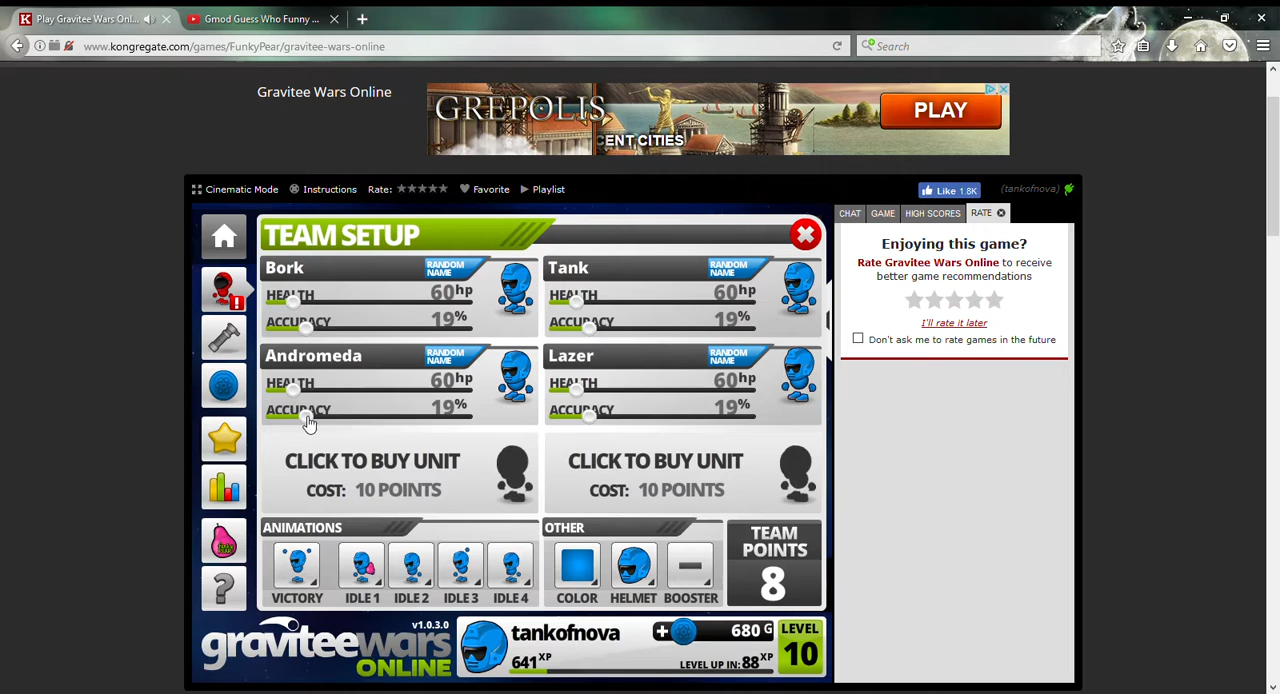 Play Gravitee Wars Onl...
Gmod Guess Who Funny ...
www.kongregate.com/games/FunkyPear/gravitee-wars-online
Search
Gravitee Wars Online
GREPOLIS
CENT CITIES
PLAY
Cinematic Mode
Instructions
Rate:
Favorite
Playlist
Like 1.8K
(tankofnova)
CHAT
GAME
HIGH SCORES
RATE
Enjoying this game?
Rate Gravitee Wars Online to receive
better game recommendations
I'll rate it later
Don't ask me to rate games in the future
TEAM SETUP
Bork
RANDOM NAME
HEALTH
60hp
ACCURACY
19%
Tank
RANDOM NAME
HEALTH
60hp
ACCURACY
19%
Andromeda
RANDOM NAME
HEALTH
60hp
ACCURACY
19%
Lazer
RANDOM NAME
HEALTH
60hp
ACCURACY
19%
CLICK TO BUY UNIT
COST: 10 POINTS
CLICK TO BUY UNIT
COST: 10 POINTS
ANIMATIONS
VICTORY
IDLE 1
IDLE 2
IDLE 3
IDLE 4
OTHER
COLOR
HELMET
BOOSTER
TEAM
POINTS
8
v1.0.3.0
graviteewars
ONLINE
tankofnova
680 G
641XP
LEVEL UP IN: 88XP
LEVEL
10